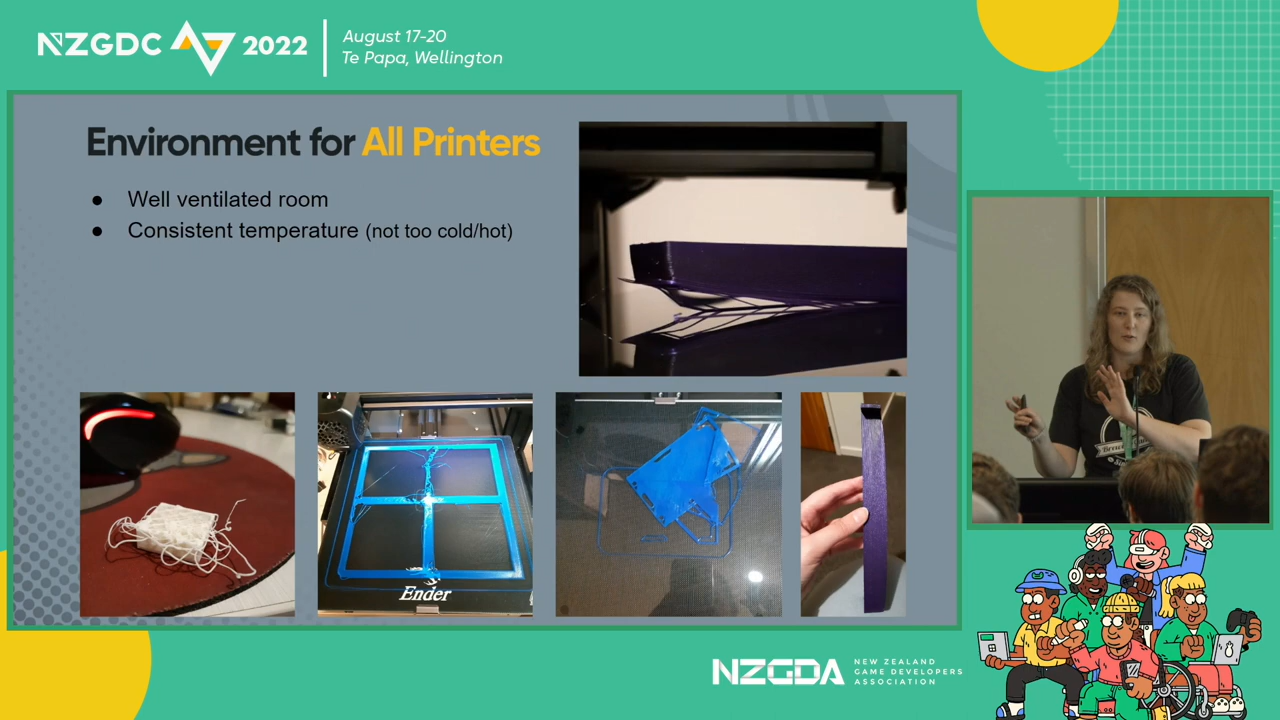 NZGDC
2022
August 17-20
Te Papa, Wellington
Environment for All Printers
● Well ventilated room
● Consistent temperature (not too cold/hot)
Ender
NZGDA
NEW ZEALAND
GAME DEVELOPERS
ASSOCIATION